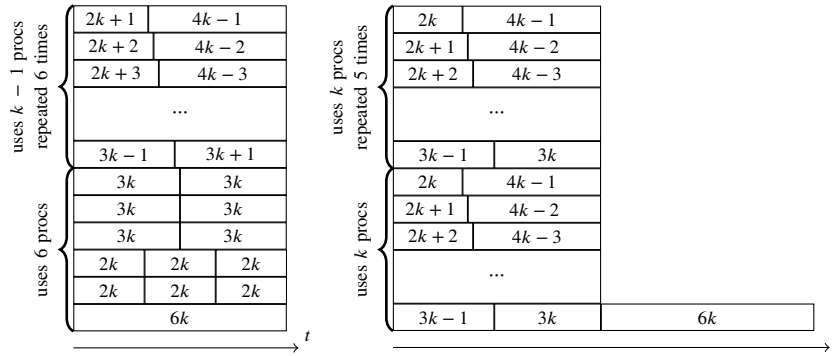 uses k − 1 procs
repeated 6 times
2k + 1 4k − 1
2k + 2 4k − 2
2k + 3 4k − 3
...
3k − 1 3k + 1
uses 6 procs
3k 3k
3k 3k
3k 3k
2k 2k 2k
2k 2k 2k
6k
t
uses k procs
repeated 5 times
2k 4k − 1
2k + 1 4k − 2
2k + 2 4k − 3
...
3k − 1 3k
uses k procs
2k 4k − 1
2k + 1 4k − 2
2k + 2 4k − 3
...
3k − 1 3k 6k